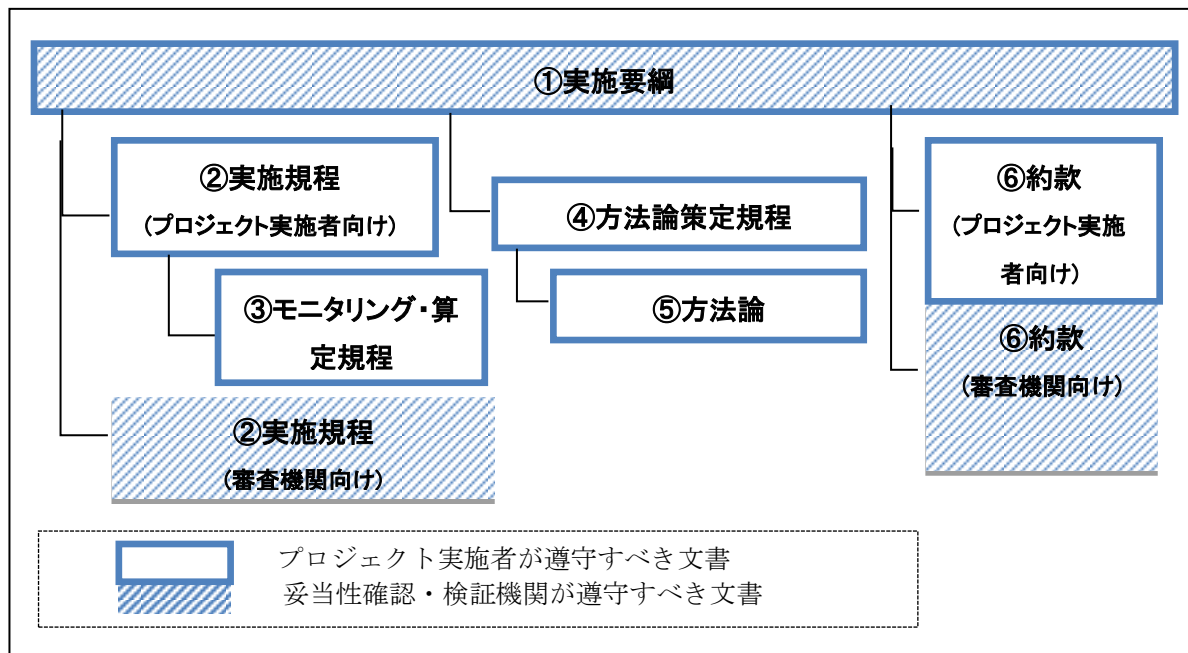 ①実施要綱
②実施規程
(プロジェクト実施者向け)
③モニタリング・算
定規程
②実施規程
(審査機関向け)
④方法論策定規程
⑤方法論
⑥約款
(プロジェクト実施
者向け)
⑥約款
(審査機関向け)
プロジェクト実施者が遵守すべき文書
妥当性確認・検証機関が遵守すべき文書